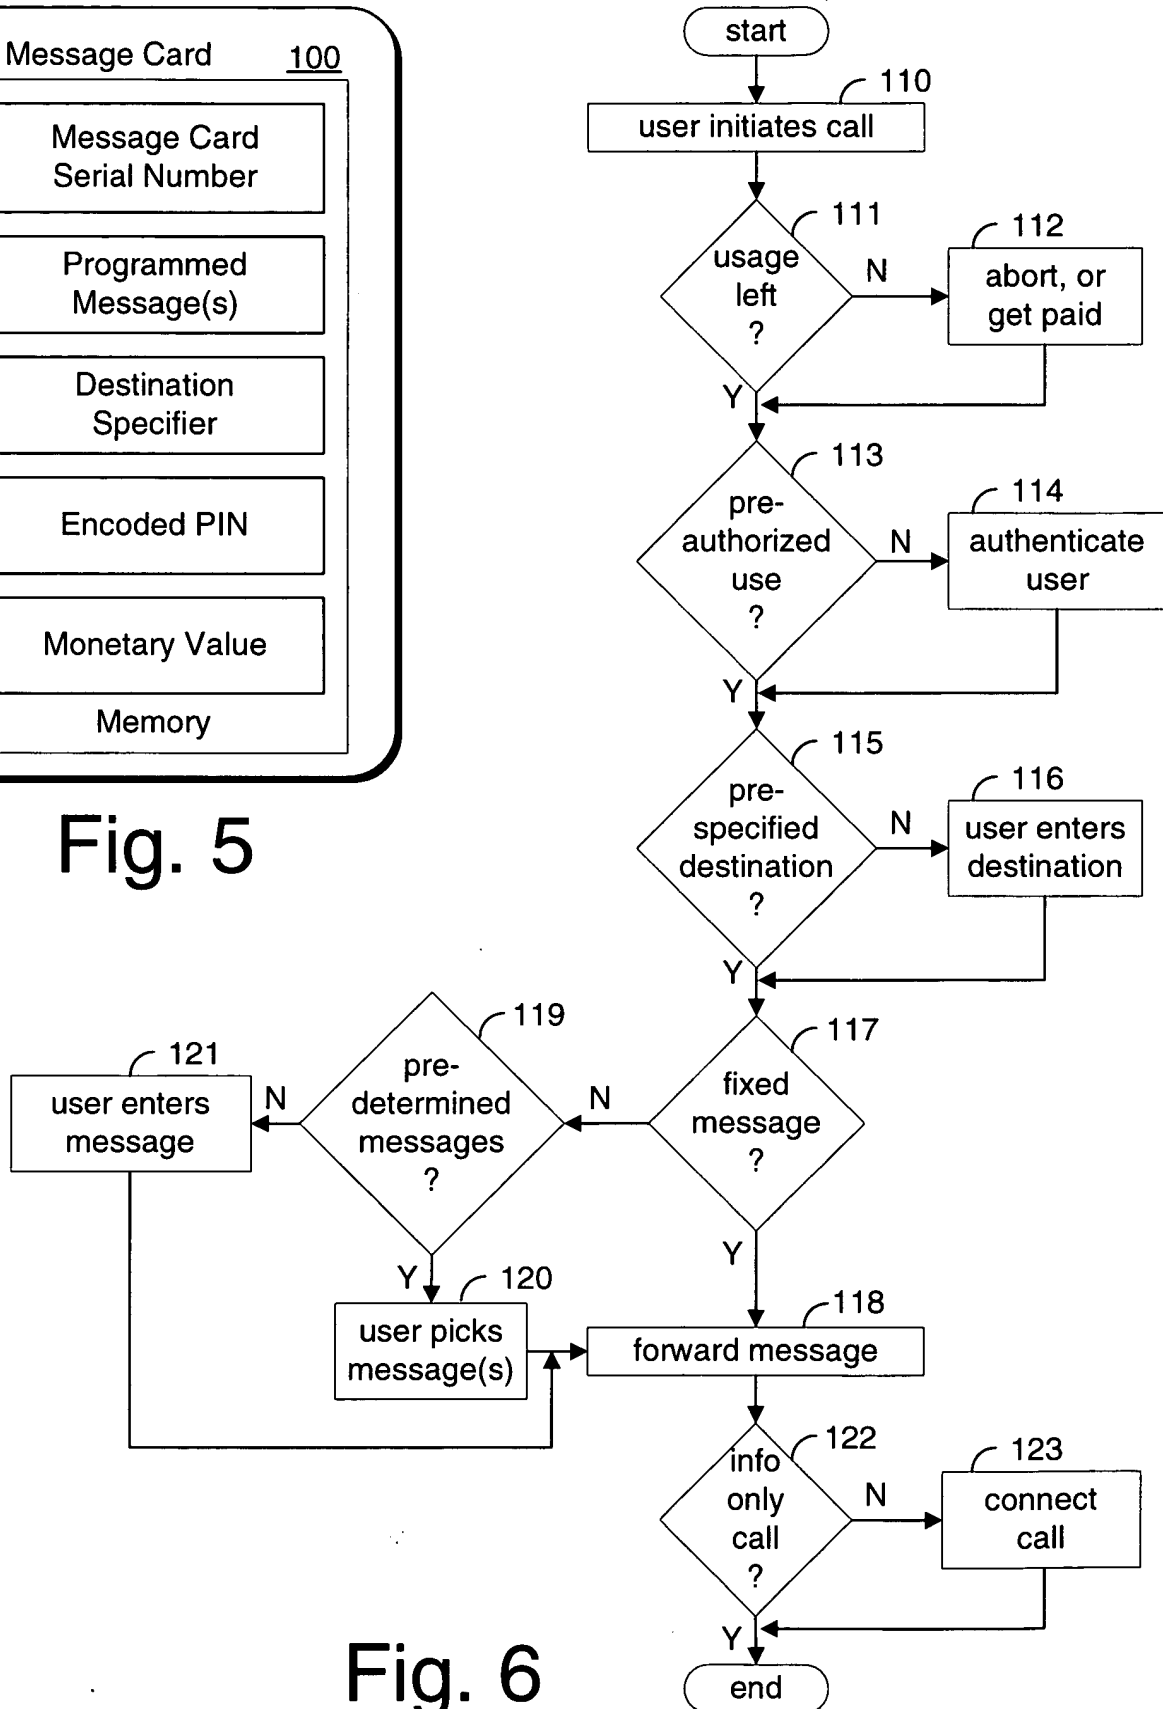 Message Card 100
Message Card
Serial Number
Programmed
Message(s)
Destination
Specifier
Encoded PIN
Monetary Value
Memory
Fig. 5
start
110
user initiates call
111
usage
left
?
N
112
abort, or
get paid
Y
113
pre-
authorized
use
?
N
114
authenticate
user
Y
115
pre-
specified
destination
?
N
116
user enters
destination
Y
117
fixed
message
?
N
119
pre-
determined
messages
?
N
121
user enters
message
Y
120
user picks
message(s)
Y
118
forward message
122
info
only
call
?
N
123
connect
call
Y
end
Fig. 6